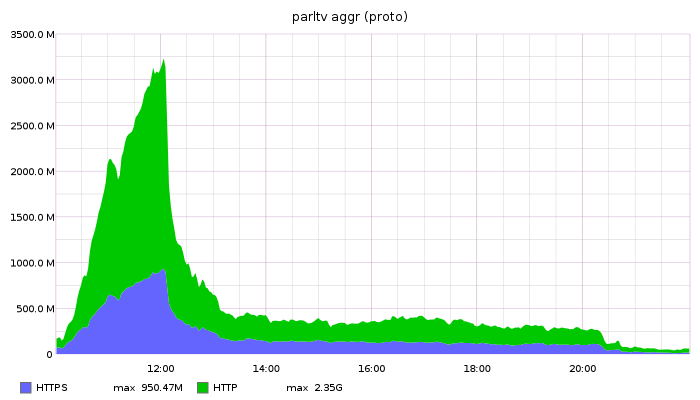 parltv aggr (proto)
3500.0 M
3000.0 M
2500.0 M
2000.0 M
1500.0 M
1000.0 M
500.0 M
0
12:00 14:00 16:00 18:00 20:00
HTTPS max 950.47M HTTP max 2.35G